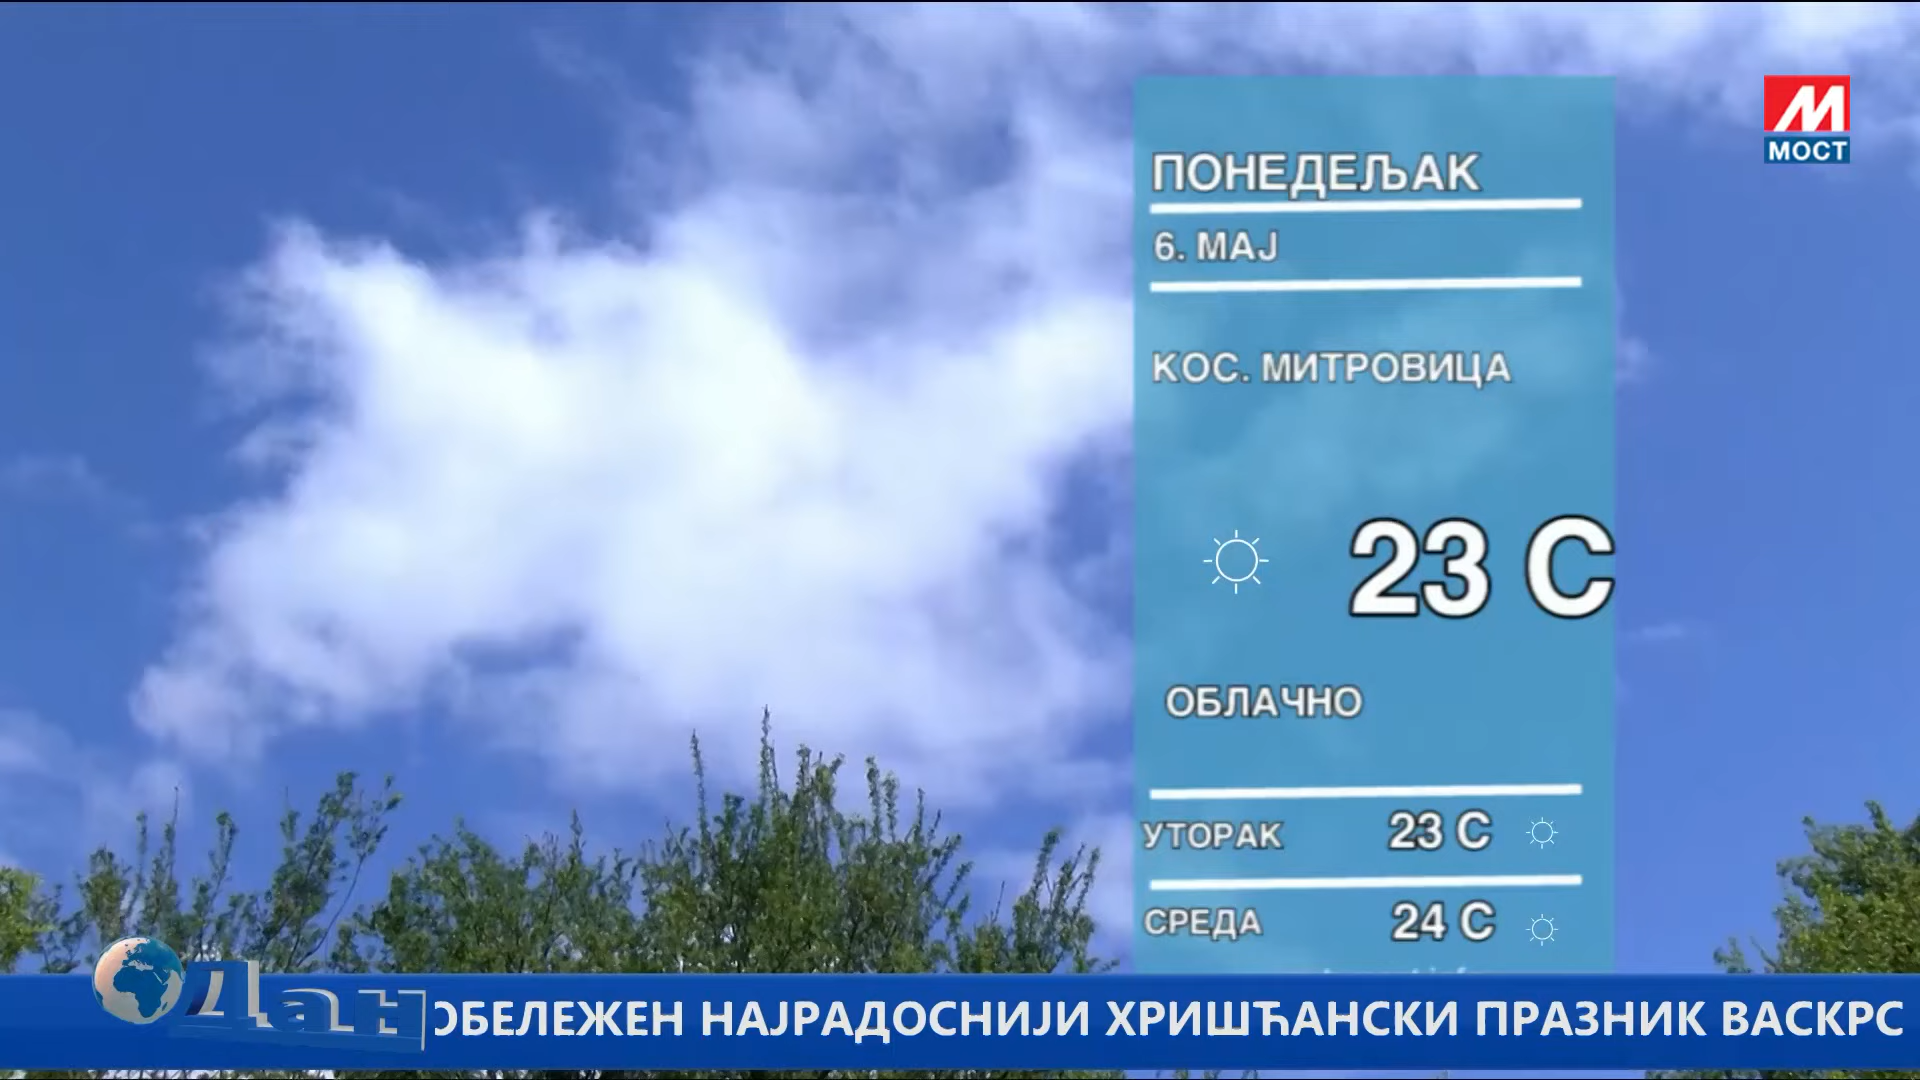 М
МОСТ
ПОНЕДЕЉАК
6. МАЈ
КОС. МИТРОВИЦА
23 C
ОБЛАЧНО
УТОРАК 23 C
СРЕДА 24 C
Дан
ОБЕЛЕЖЕН НАЈРАДОСНИЈИ ХРИШЋАНСКИ ПРАЗНИК ВАСКРС